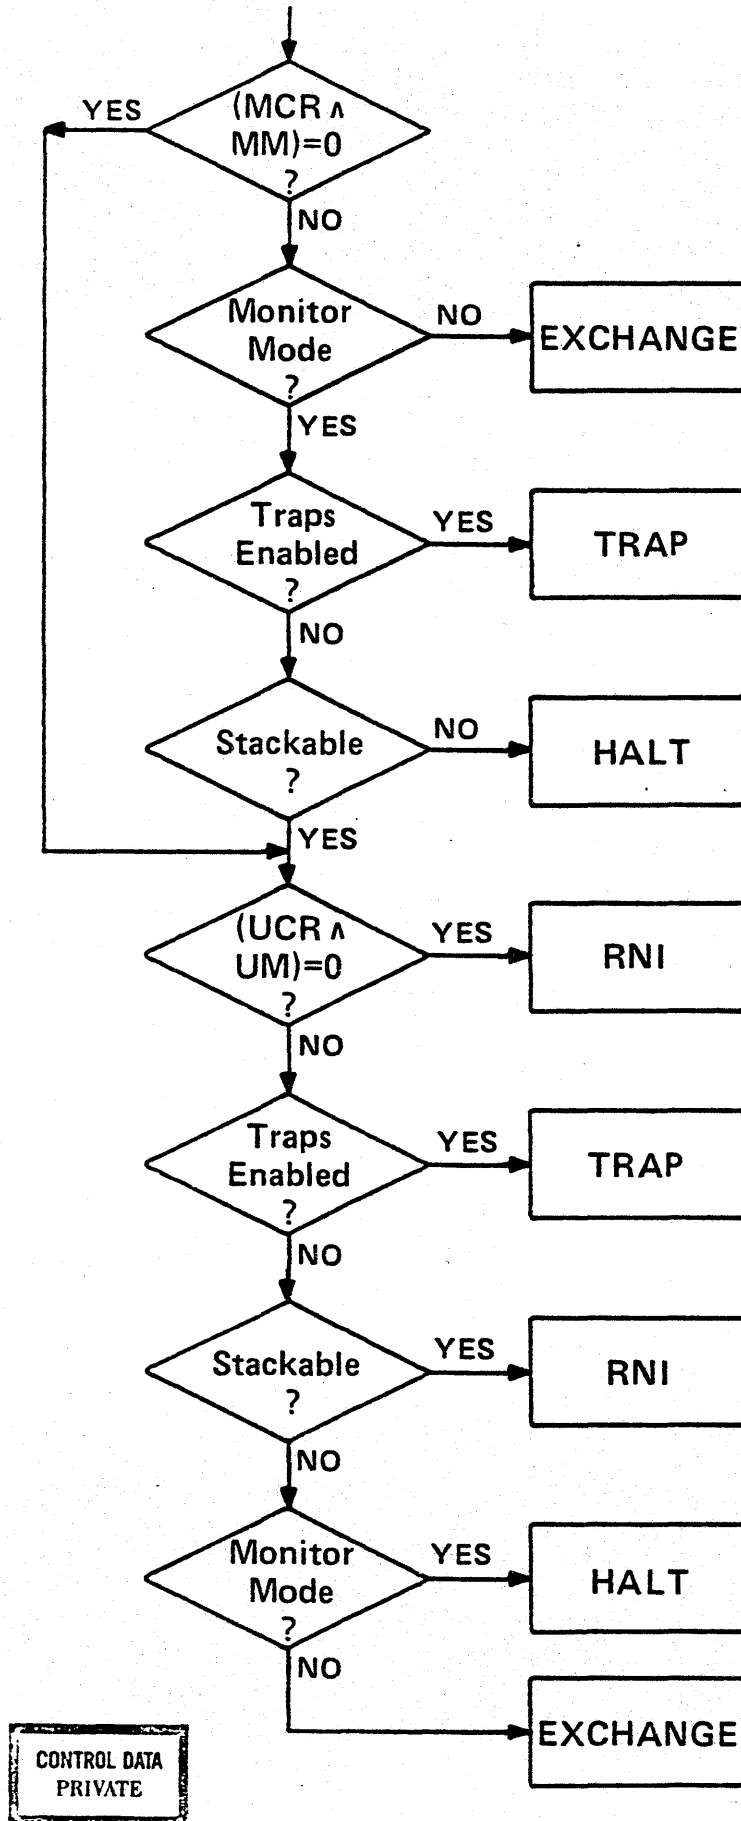 (MCR ∧
MM)=0
?
YES
NO
Monitor
Mode
?
NO
EXCHANGE
YES
Traps
Enabled
?
YES
TRAP
NO
Stackable
?
NO
HALT
YES
(UCR ∧
UM)=0
?
YES
RNI
NO
Traps
Enabled
?
YES
TRAP
NO
Stackable
?
YES
RNI
NO
Monitor
Mode
?
YES
HALT
NO
EXCHANGE
CONTROL DATA
PRIVATE